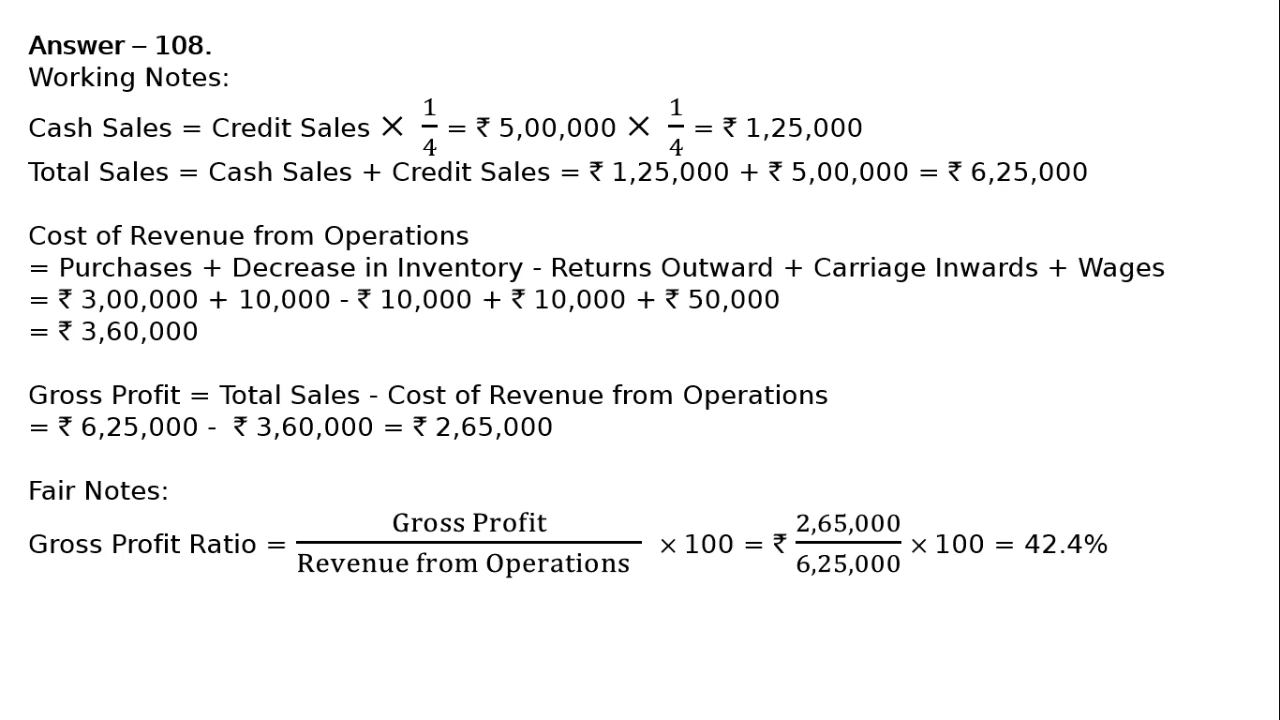 Answer – 108.
Working Notes:
Cash Sales = Credit Sales × 1/4 = ₹ 5,00,000 × 1/4 = ₹ 1,25,000
Total Sales = Cash Sales + Credit Sales = ₹ 1,25,000 + ₹ 5,00,000 = ₹ 6,25,000
Cost of Revenue from Operations
= Purchases + Decrease in Inventory - Returns Outward + Carriage Inwards + Wages
= ₹ 3,00,000 + 10,000 - ₹ 10,000 + ₹ 10,000 + ₹ 50,000
= ₹ 3,60,000
Gross Profit = Total Sales - Cost of Revenue from Operations
= ₹ 6,25,000 - ₹ 3,60,000 = ₹ 2,65,000
Fair Notes:
Gross Profit Ratio = Gross Profit / Revenue from Operations × 100 = ₹ 2,65,000 / 6,25,000 × 100 = 42.4%